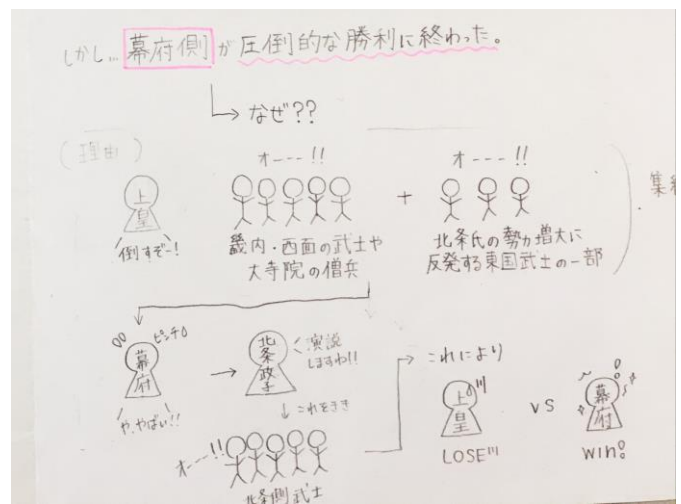 しかし… 幕府側が圧倒的な勝利に終わった。
なぜ??
(理由)
オ---!!
オ---!!
上皇
+
集
倒すぞー!
畿内・西面の武士や
大寺院の僧兵
北条氏の勢力増大に
反発する東国武士の一部
ピンチ
幕府
北条政子
演説
しますわ!!
や、やばい!!
これをきき
オ---!!
北条側武士
これにより
上皇
vs
幕府
LOSE
win!